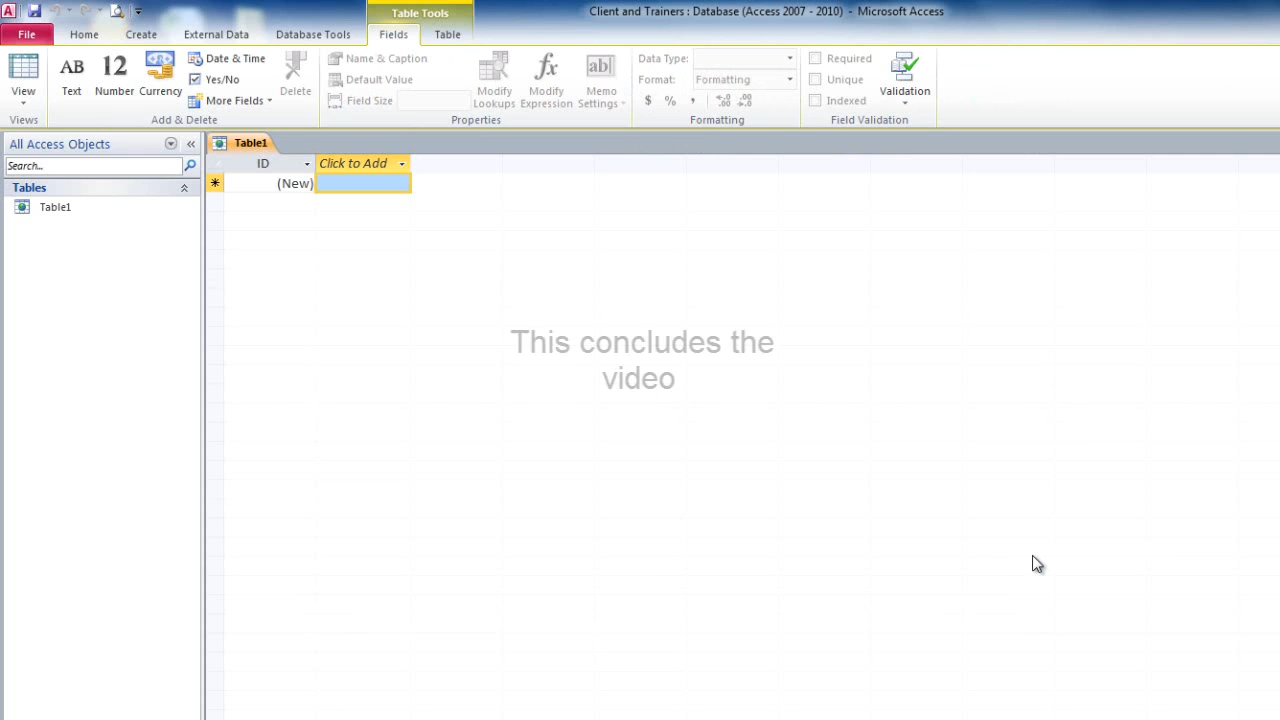 Table Tools
Client and Trainers : Database (Access 2007 - 2010) - Microsoft Access
File Home Create External Data Database Tools Fields Table
View
Views
AB
Text
12
Number
Currency
Date & Time
Yes/No
More Fields
Delete
Add & Delete
Name & Caption
Default Value
Field Size
Modify
Lookups
fx
Modify
Expression
ab
Memo
Settings
Properties
Data Type:
Format: Formatting
$ % ,
Formatting
Required
Unique
Indexed
Validation
Field Validation
All Access Objects
Search...
Tables
Table1
Table1
ID Click to Add
(New)
This concludes the
video